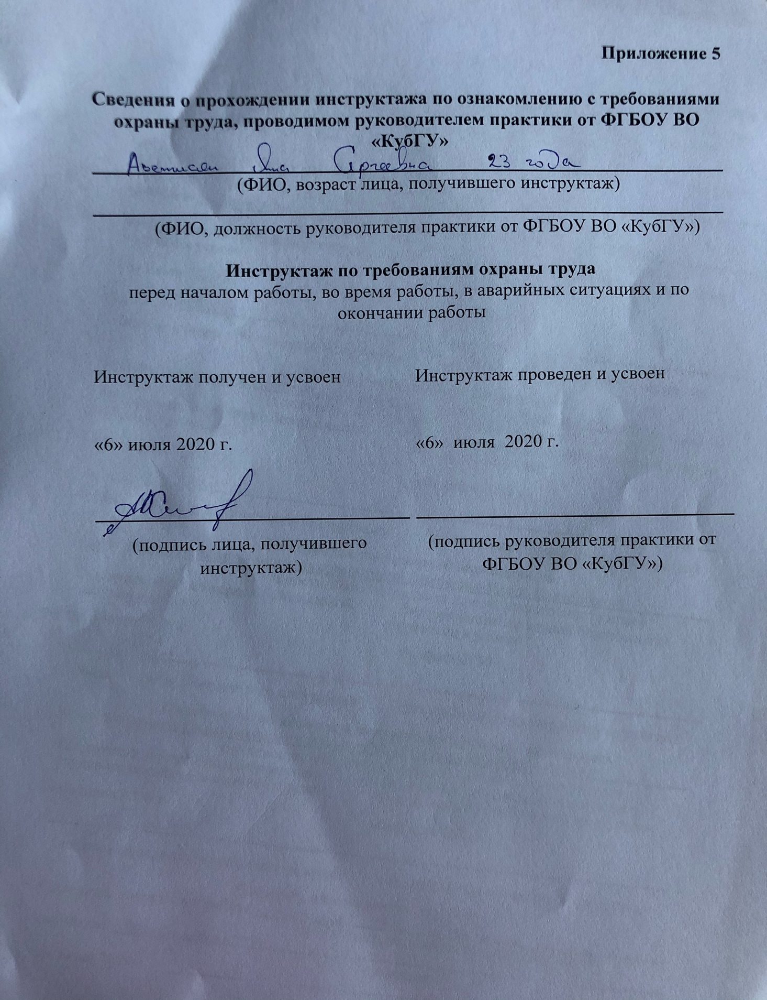 Приложение 5
Сведения о прохождении инструктажа по ознакомлению с требованиями
охраны труда, проводимом руководителем практики от ФГБОУ ВО
«КубГУ»
Аветисян Яна Сергеевна 23 года
(ФИО, возраст лица, получившего инструктаж)
(ФИО, должность руководителя практики от ФГБОУ ВО «КубГУ»)
Инструктаж по требованиям охраны труда
перед началом работы, во время работы, в аварийных ситуациях и по
окончании работы
Инструктаж получен и усвоен Инструктаж проведен и усвоен
«6» июля 2020 г. «6» июля 2020 г.
(подпись лица, получившего (подпись руководителя практики от
инструктаж) ФГБОУ ВО «КубГУ»)